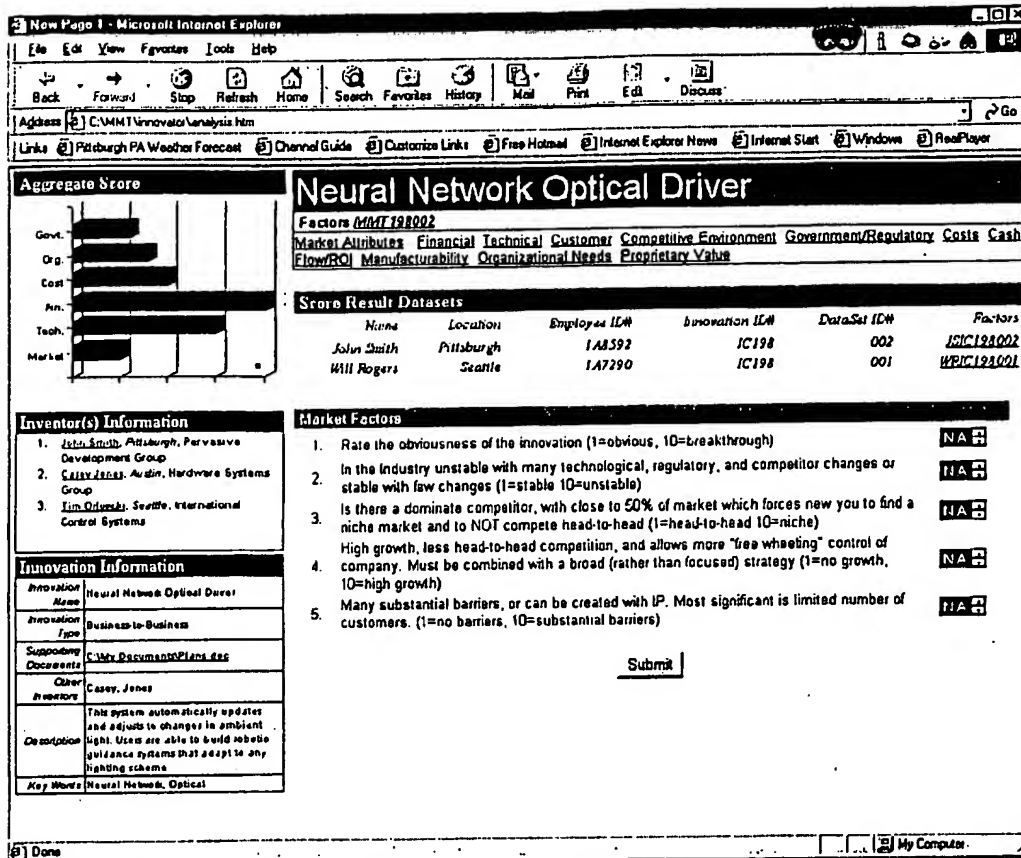 New Page 1 - Microsoft Internet Explorer
File Edit View Favorites Tools Help
Back Forward Stop Refresh Home Search Favorites History Mail Print Edit Discuss
Address C:\MMT\innovator\analysis.htm Go
Links Pittsburgh PA Weather Forecast Channel Guide Customize Links Free Hotmail Internet Explorer News Internet Start Windows RealPlayer
Aggregate Score
Govt.
Org.
Cost
Fin.
Tech.
Market
Neural Network Optical Driver
Factors MMT198002
Market Attributes Financial Technical Customer Competitive Environment Government/Regulatory Costs Cash
Flow/ROI Manufacturability Organizational Needs Proprietary Value
Score Result Datasets
Name Location Employee ID# Innovation ID# DataSet ID# Factors
John Smith Pittsburgh 1A8592 IC198 002 JSIC198002
Will Rogers Seattle 1A7290 IC198 001 WRIC198001
Inventor(s) Information
1. John Smith, Pittsburgh, Pervasive
Development Group
2. Casey Jones, Austin, Hardware Systems
Group
3. Tim Seattle, International
Control Systems
Market Factors
1. Rate the obviousness of the innovation (1=obvious, 10=breakthrough) NA
2. In the Industry unstable with many technological, regulatory, and competitor changes or
stable with few changes (1=stable 10=unstable) NA
3. Is there a dominate competitor, with close to 50% of market which forces new you to find a
niche market and to NOT compete head-to-head (1=head-to-head 10=niche) NA
4. High growth, less head-to-head competition, and allows more "free wheeting" control of
company. Must be combined with a broad (rather than focused) strategy (1=no growth,
10=high growth) NA
5. Many substantial barriers, or can be created with IP. Most significant is limited number of
customers. (1=no barriers, 10=substantial barriers) NA
Submit
Innovation Information
Innovation
Name Neural Network Optical Driver
Innovation
Type Business-to-Business
Supporting
Documents C:\My Documents\Plans.doc
Other
Inventors Casey, Jones
Description This system automatically updates
and adjusts to changes in ambient
light. Users are able to build robotic
guidance systems that adapt to any
lighting scheme
Key Words Neural Network, Optical
Done My Computer